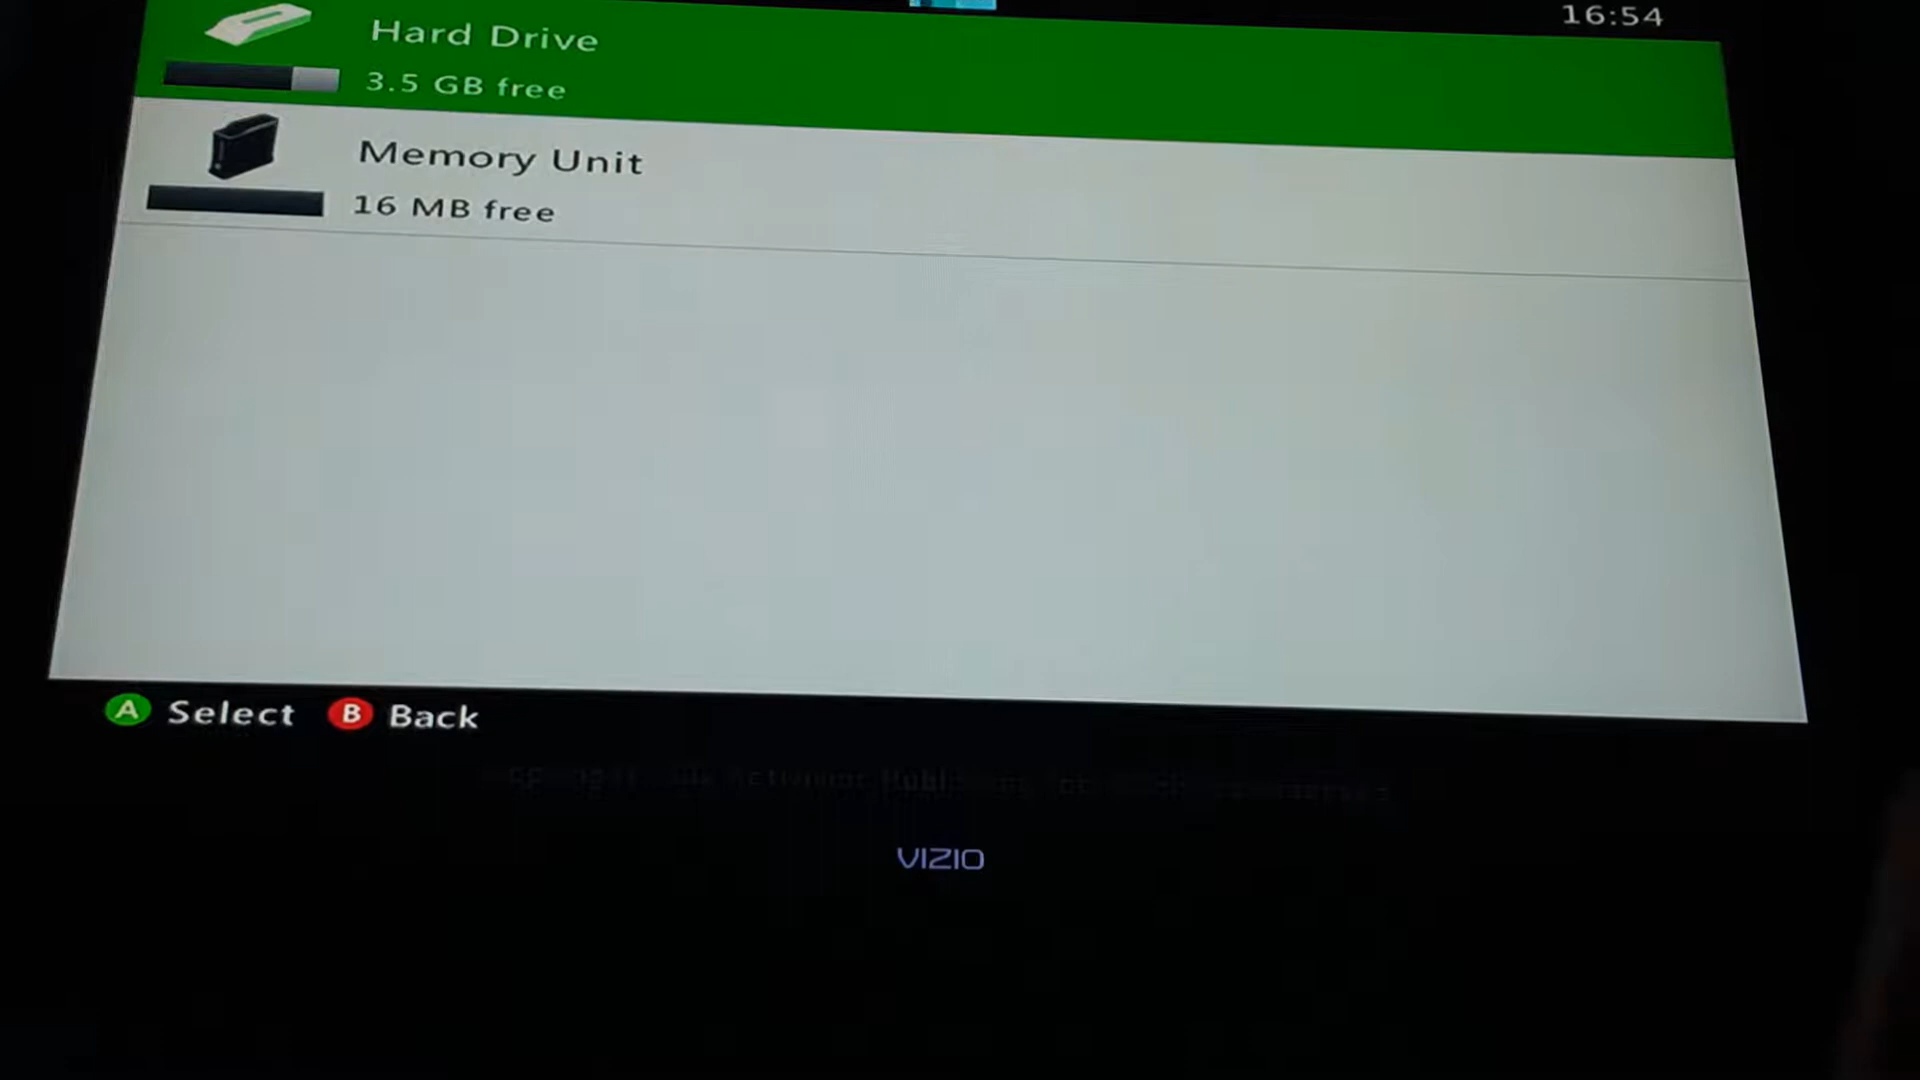 16:54
Hard Drive
3.5 GB free
Memory Unit
16 MB free
A Select B Back
VIZIO